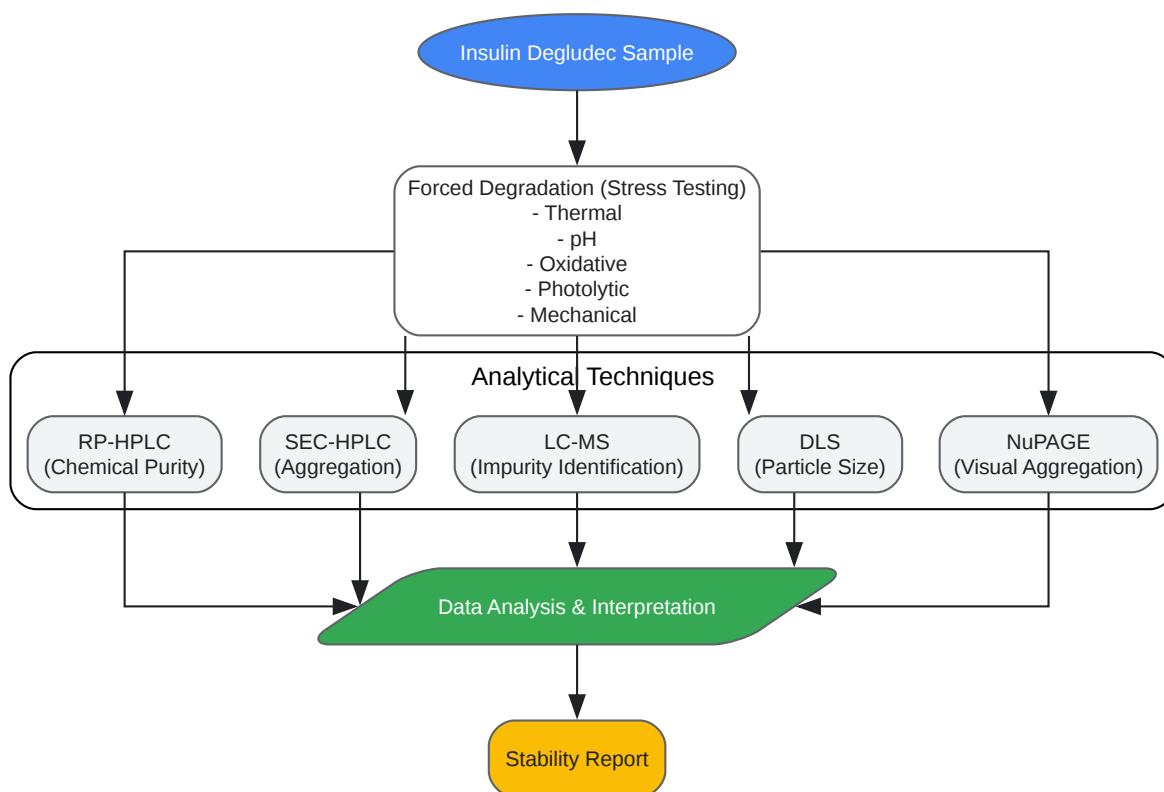 Insulin Degludec Sample
Forced Degradation (Stress Testing)
- Thermal
- pH
- Oxidative
- Photolytic
- Mechanical
Analytical Techniques
RP-HPLC
(Chemical Purity)
SEC-HPLC
(Aggregation)
LC-MS
(Impurity Identification)
DLS
(Particle Size)
NuPAGE
(Visual Aggregation)
Data Analysis & Interpretation
Stability Report